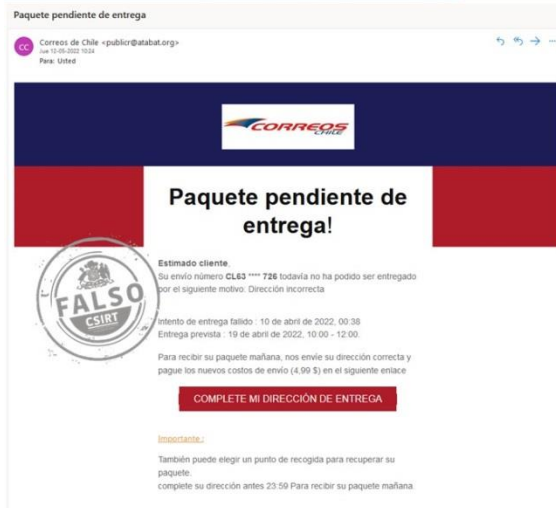 Paquete pendiente de entrega
CC
Correos de Chile <publicr@atabat.org>
Jue 12-05-2022 10:24
Para: Usted
CORREOS
CHILE
Paquete pendiente de
entrega!
Estimado cliente,
Su envío número CL63 **** 726 todavía no ha podido ser entregado
por el siguiente motivo: Dirección incorrecta
FALSO
CSIRT
Intento de entrega fallido : 10 de abril de 2022, 00:38
Entrega prevista : 19 de abril de 2022, 10:00 - 12:00.
Para recibir su paquete mañana, nos envíe su dirección correcta y
pague los nuevos costos de envío (4,99 $) en el siguiente enlace
COMPLETE MI DIRECCIÓN DE ENTREGA
Importante :
También puede elegir un punto de recogida para recuperar su
paquete.
complete su dirección antes 23:59 Para recibir su paquete mañana.